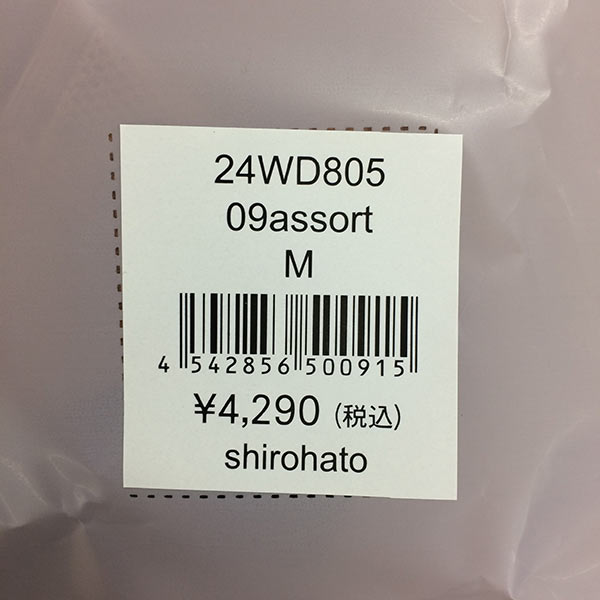 24WD805
09assort
M
4 542856 500915
¥4,290 (税込)
shirohato